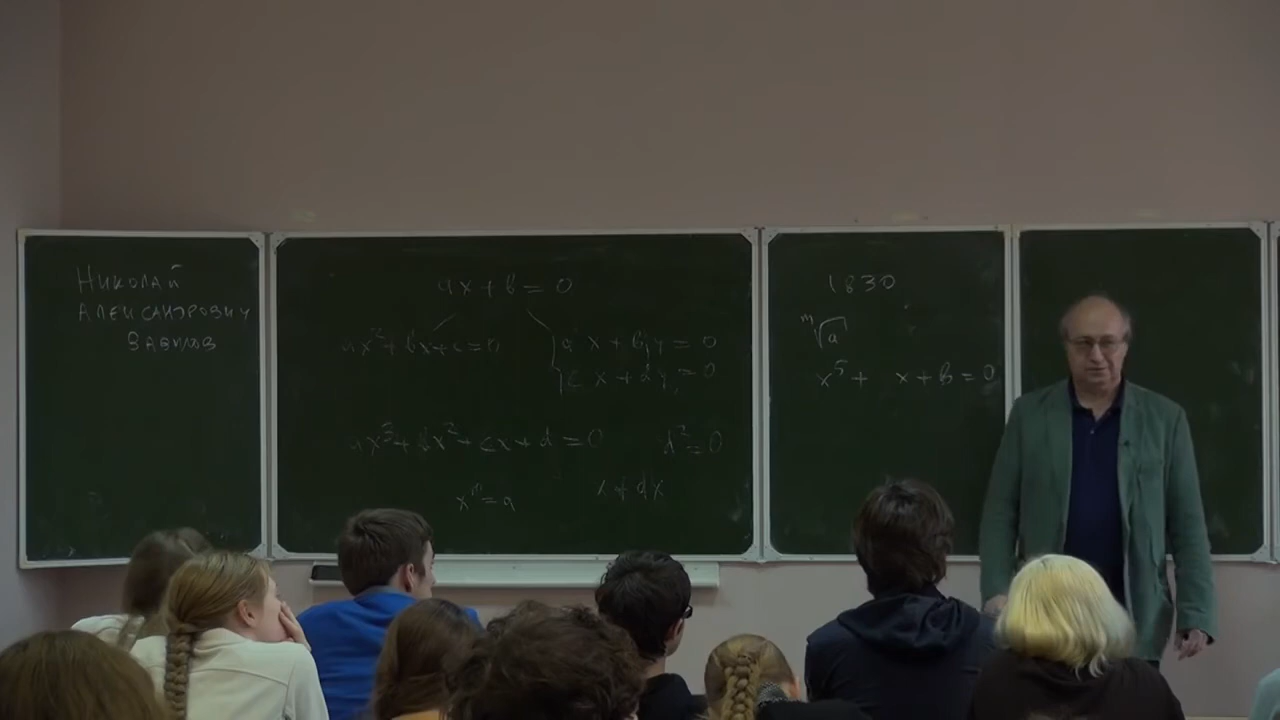 НИКОЛАЙ
АЛЕКСАНДРОВИЧ
ВАВИЛОВ
ax + b = 0
ax² + bx + c = 0
a x + b y = 0
c x + d y = 0
ax³ + bx² + cx + d = 0
d² = 0
xⁿ = a
x + dx
1830
ᵐ√a
x⁵ + x + b = 0